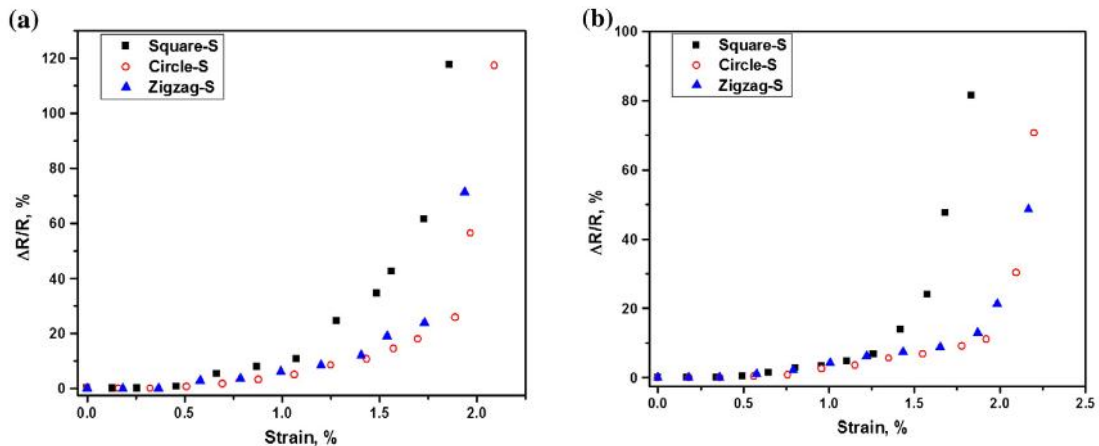 (a)
Square-S
Circle-S
Zigzag-S
120
100
80
60
40
20
0
ΔR/R, %
0.0 0.5 1.0 1.5 2.0
Strain, %
(b)
Square-S
Circle-S
Zigzag-S
100
80
60
40
20
0
ΔR/R, %
0.0 0.5 1.0 1.5 2.0 2.5
Strain, %